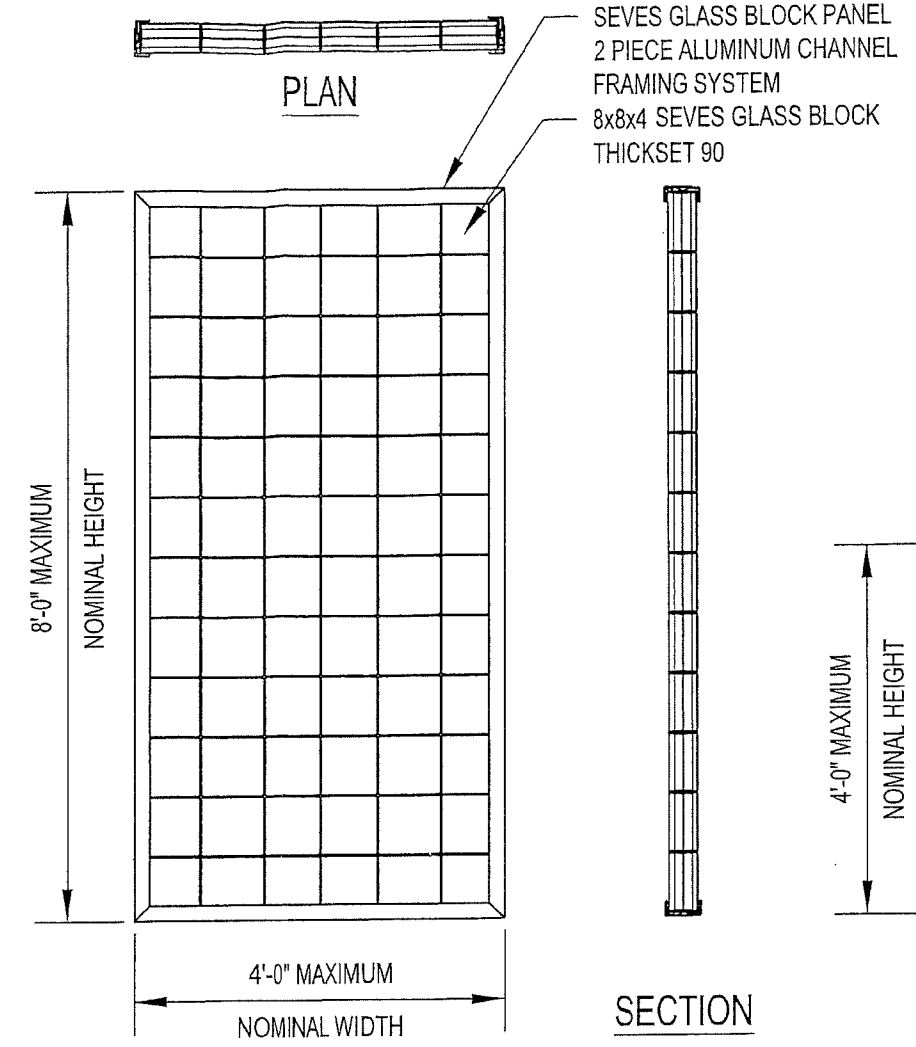 SEVES GLASS BLOCK PANEL
2 PIECE ALUMINUM CHANNEL
FRAMING SYSTEM
8x8x4 SEVES GLASS BLOCK
THICKSET 90
PLAN
8'-0" MAXIMUM
NOMINAL HEIGHT
4'-0" MAXIMUM
NOMINAL HEIGHT
4'-0" MAXIMUM
NOMINAL WIDTH
SECTION